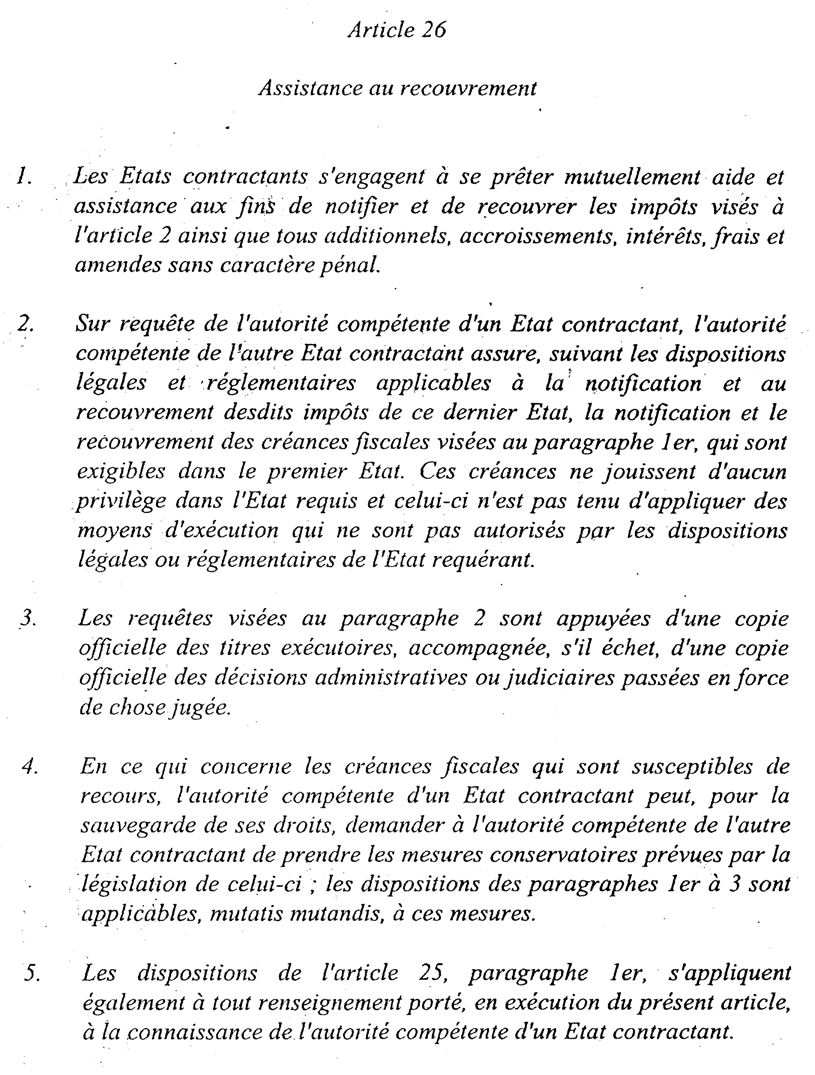 Article 26
Assistance au recouvrement
1. Les Etats contractants s'engagent à se prêter mutuellement aide et
assistance aux fins de notifier et de recouvrer les impôts visés à
l'article 2 ainsi que tous additionnels, accroissements, intérêts, frais et
amendes sans caractère pénal.
2. Sur requête de l'autorité compétente d'un Etat contractant, l'autorité
compétente de l'autre Etat contractant assure, suivant les dispositions
légales et réglementaires applicables à la notification et au
recouvrement desdits impôts de ce dernier Etat, la notification et le
recouvrement des créances fiscales visées au paragraphe 1er, qui sont
exigibles dans le premier Etat. Ces créances ne jouissent d'aucun
privilège dans l'Etat requis et celui-ci n'est pas tenu d'appliquer des
moyens d'exécution qui ne sont pas autorisés par les dispositions
légales ou réglementaires de l'Etat requérant.
3. Les requêtes visées au paragraphe 2 sont appuyées d'une copie
officielle des titres exécutoires, accompagnée, s'il échet, d'une copie
officielle des décisions administratives ou judiciaires passées en force
de chose jugée.
4. En ce qui concerne les créances fiscales qui sont susceptibles de
recours, l'autorité compétente d'un Etat contractant peut, pour la
sauvegarde de ses droits, demander à l'autorité compétente de l'autre
Etat contractant de prendre les mesures conservatoires prévues par la
législation de celui-ci ; les dispositions des paragraphes 1er à 3 sont
applicables, mutatis mutandis, à ces mesures.
5. Les dispositions de l'article 25, paragraphe 1er, s'appliquent
également à tout renseignement porté, en exécution du présent article,
à la connaissance de l'autorité compétente d'un Etat contractant.